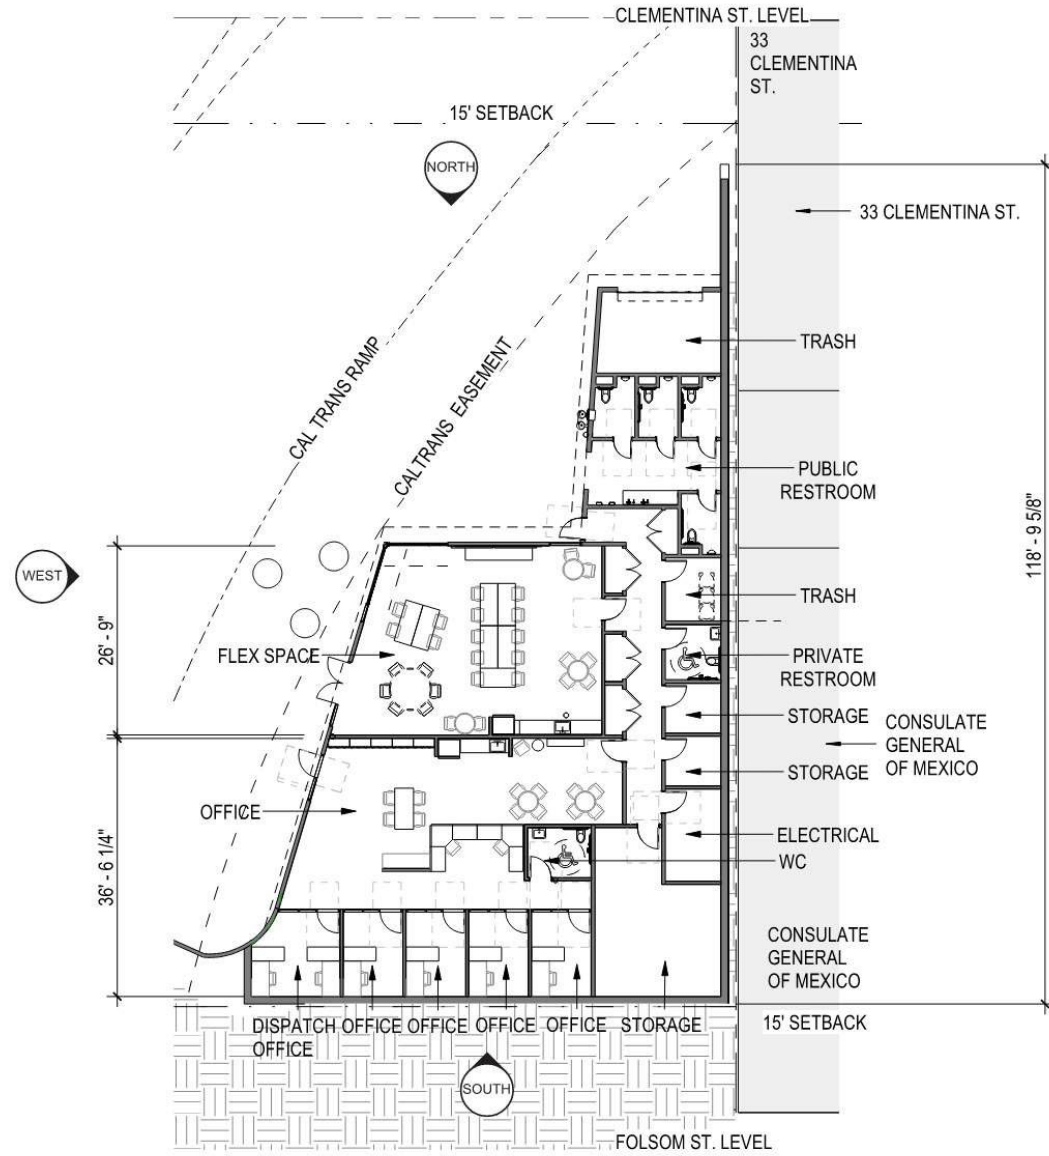 CLEMENTINA ST. LEVEL
33
CLEMENTINA
ST.
15' SETBACK
NORTH
33 CLEMENTINA ST.
CAL TRANS RAMP
CALTRANS EASEMENT
TRASH
PUBLIC
RESTROOM
118' - 9 5/8"
WEST
26' - 9"
TRASH
FLEX SPACE
PRIVATE
RESTROOM
STORAGE
CONSULATE
GENERAL
OF MEXICO
STORAGE
OFFICE
ELECTRICAL
WC
36' - 6 1/4"
CONSULATE
GENERAL
OF MEXICO
DISPATCH
OFFICE
OFFICE
OFFICE
OFFICE
OFFICE
STORAGE
15' SETBACK
SOUTH
FOLSOM ST. LEVEL